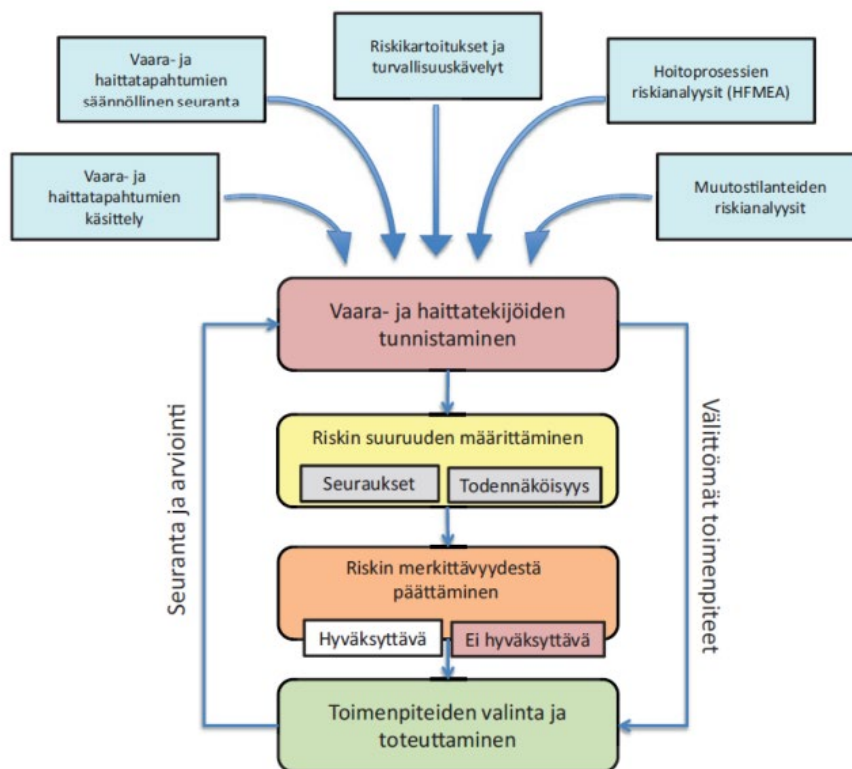 Vaara- ja
haittatapahtumien
säännöllinen seuranta
Riskikartoitukset ja
turvallisuuskävelyt
Hoitoprosessien
riskianalyysit (HFMEA)
Vaara- ja
haittatapahtumien
käsittely
Muutostilanteiden
riskianalyysit
Vaara- ja haittatekijöiden
tunnistaminen
Riskin suuruuden määrittäminen
Seuraukset
Todennäköisyys
Riskin merkittävyydestä
päättäminen
Hyväksyttävä
Ei hyväksyttävä
Toimenpiteiden valinta ja
toteuttaminen
Seuranta ja arviointi
Välittömät toimenpiteet